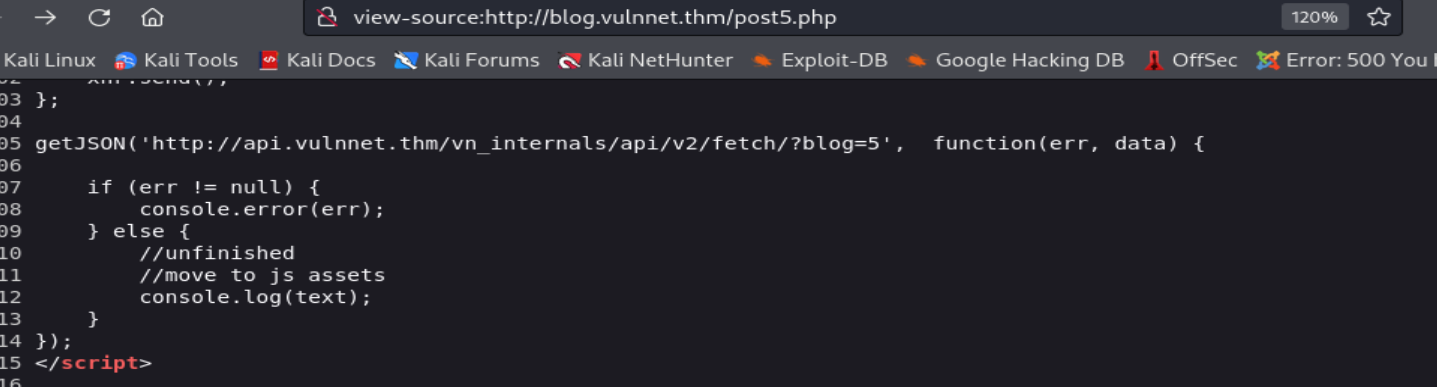 view-source:http://blog.vulnnet.thm/post5.php 120%
Kali Linux Kali Tools Kali Docs Kali Forums Kali NetHunter Exploit-DB Google Hacking DB OffSec Error: 500 You
03 };
04
05 getJSON('http://api.vulnnet.thm/vn_internals/api/v2/fetch/?blog=5',  function(err, data) {
06
07     if (err != null) {
08         console.error(err);
09     } else {
10         //unfinished
11         //move to js assets
12         console.log(text);
13     }
14 });
15 </script>
16